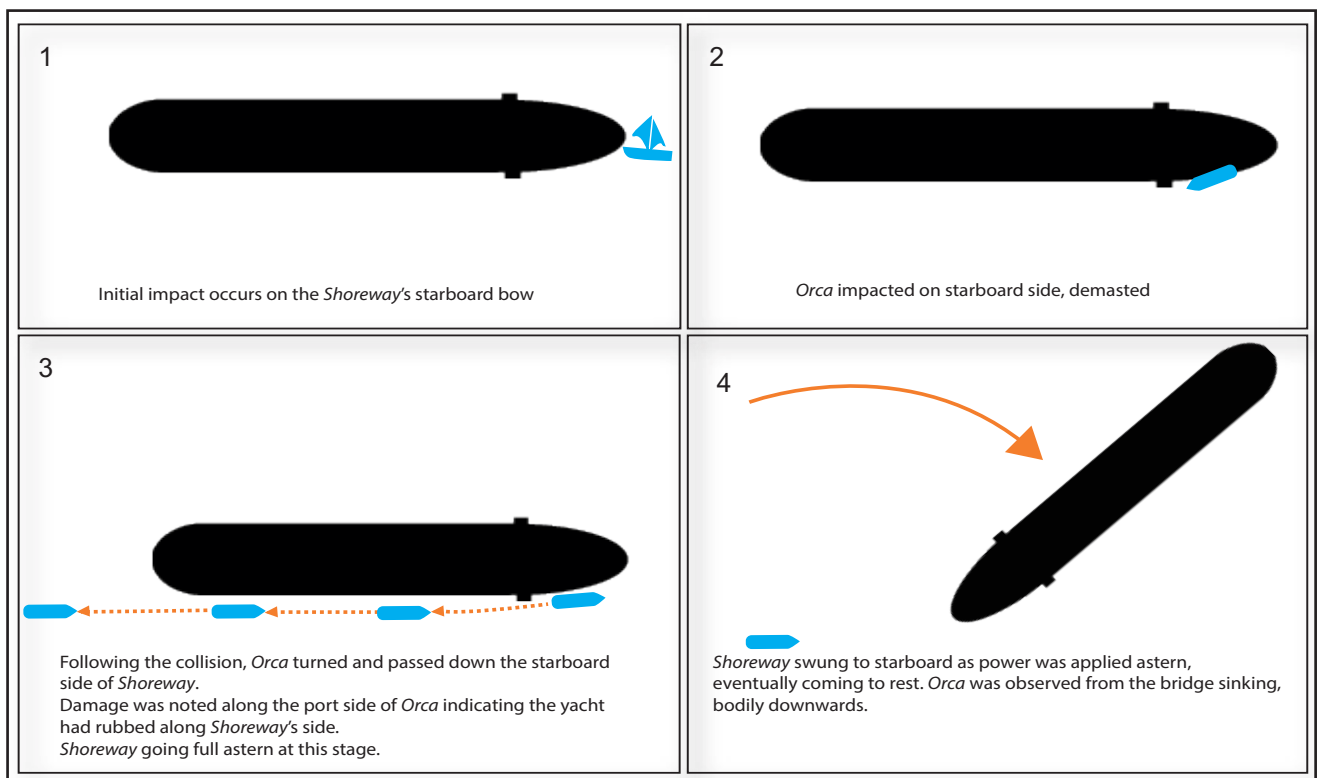 1
Initial impact occurs on the Shoreway's starboard bow
2
Orca impacted on starboard side, demasted
3
Following the collision, Orca turned and passed down the starboard
side of Shoreway.
Damage was noted along the port side of Orca indicating the yacht
had rubbed along Shoreway's side.
Shoreway going full astern at this stage.
4
Shoreway swung to starboard as power was applied astern,
eventually coming to rest. Orca was observed from the bridge sinking,
bodily downwards.